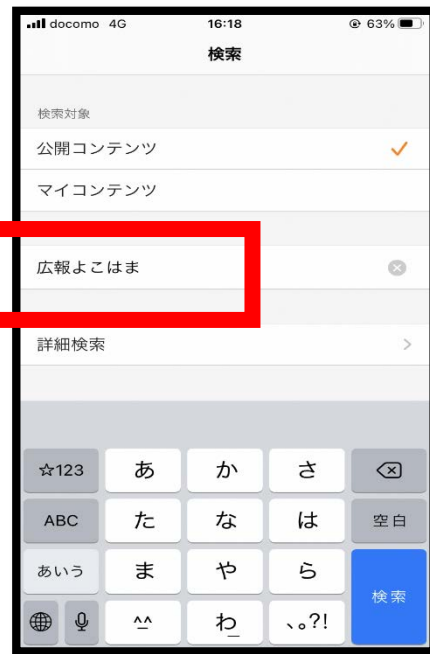 docomo 4G 16:18 63%
検索
検索対象
公開コンテンツ
マイコンテンツ
広報よこはま
詳細検索
☆123 あ か さ
ABC た な は 空白
あいう ま や ら 検索
^^ わ_ 、。?!